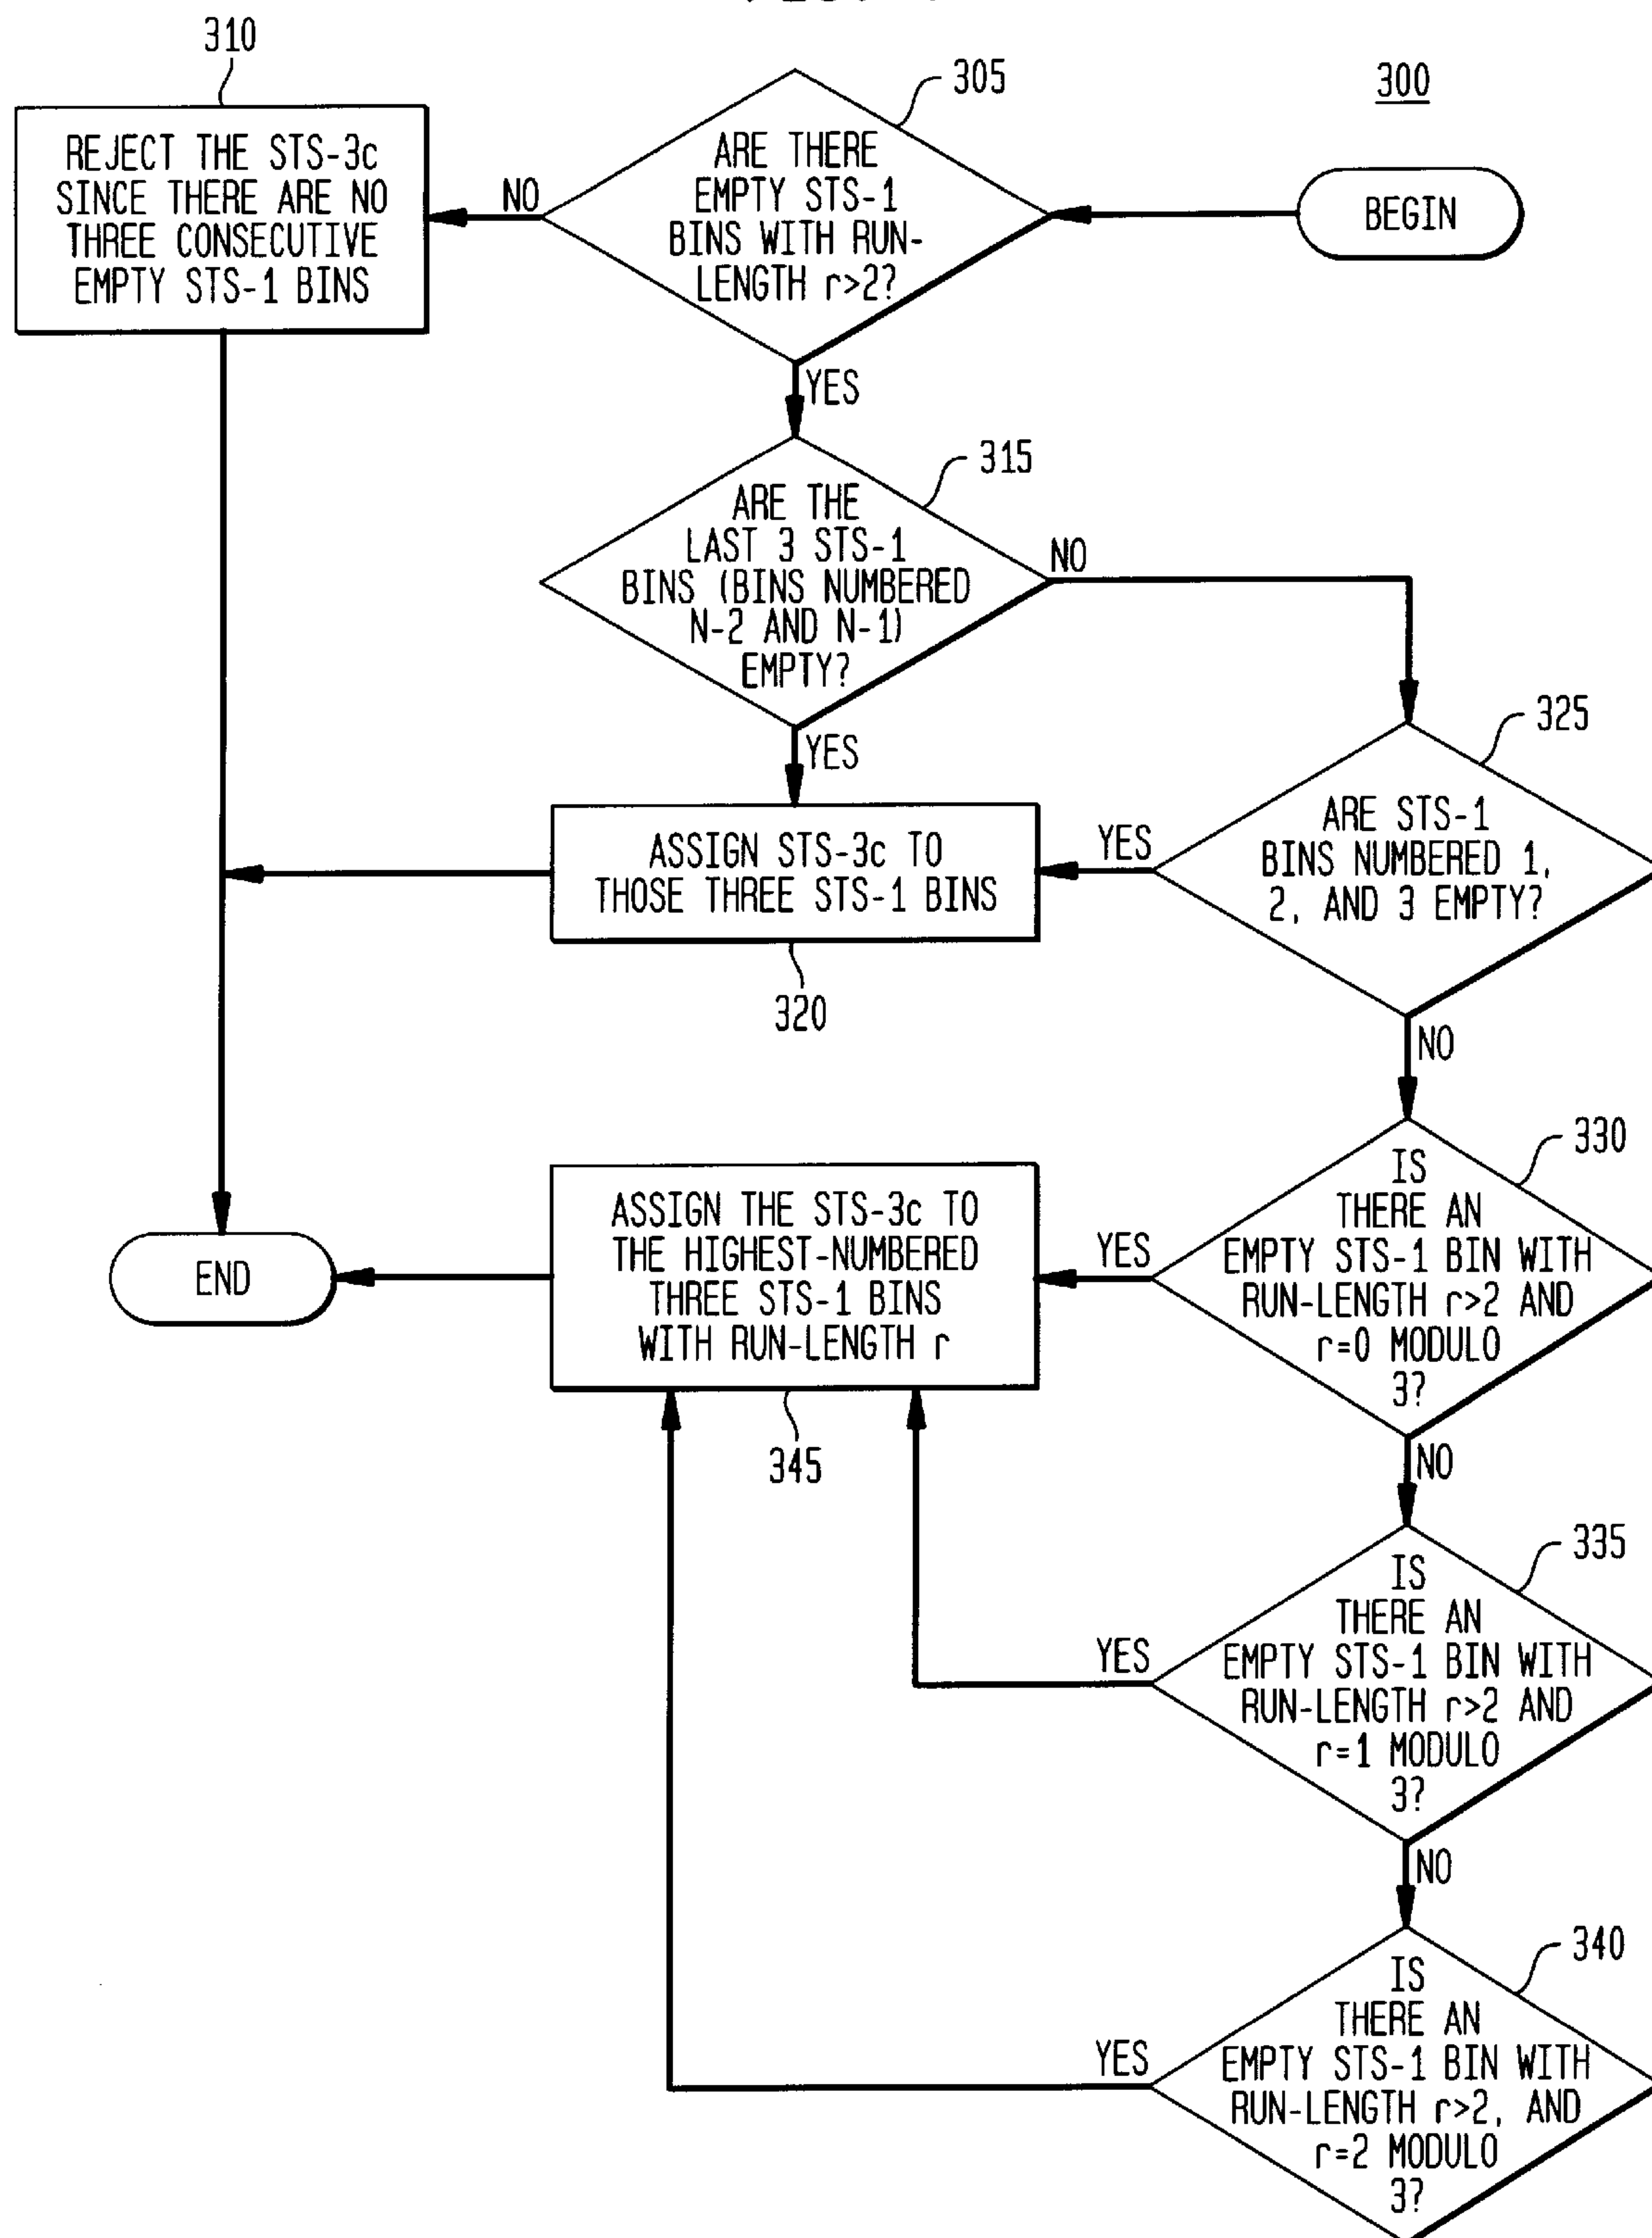 310
305
300
REJECT THE STS-3c
SINCE THERE ARE NO
THREE CONSECUTIVE
EMPTY STS-1 BINS
NO
ARE THERE
EMPTY STS-1
BINS WITH RUN-
LENGTH r>2?
BEGIN
YES
315
ARE THE
LAST 3 STS-1
BINS (BINS NUMBERED
N-2 AND N-1)
EMPTY?
NO
YES
325
ASSIGN STS-3c TO
THOSE THREE STS-1 BINS
320
YES
ARE STS-1
BINS NUMBERED 1,
2, AND 3 EMPTY?
NO
330
END
ASSIGN THE STS-3c TO
THE HIGHEST-NUMBERED
THREE STS-1 BINS
WITH RUN-LENGTH r
345
YES
IS
THERE AN
EMPTY STS-1 BIN WITH
RUN-LENGTH r>2 AND
r=0 MODULO
3?
NO
335
YES
IS
THERE AN
EMPTY STS-1 BIN WITH
RUN-LENGTH r>2 AND
r=1 MODULO
3?
NO
340
YES
IS
THERE AN
EMPTY STS-1 BIN WITH
RUN-LENGTH r>2, AND
r=2 MODULO
3?